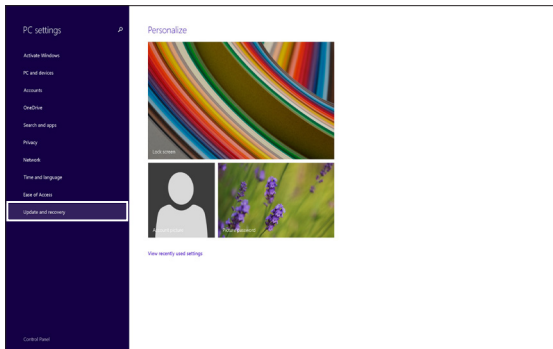 PC settings
Personalize
Activate Windows
PC and devices
Accounts
OneDrive
Search and apps
Privacy
Network
Time and language
Ease of Access
Update and recovery
Control Panel
Lock screen
Account picture
Picture password
View recently used settings